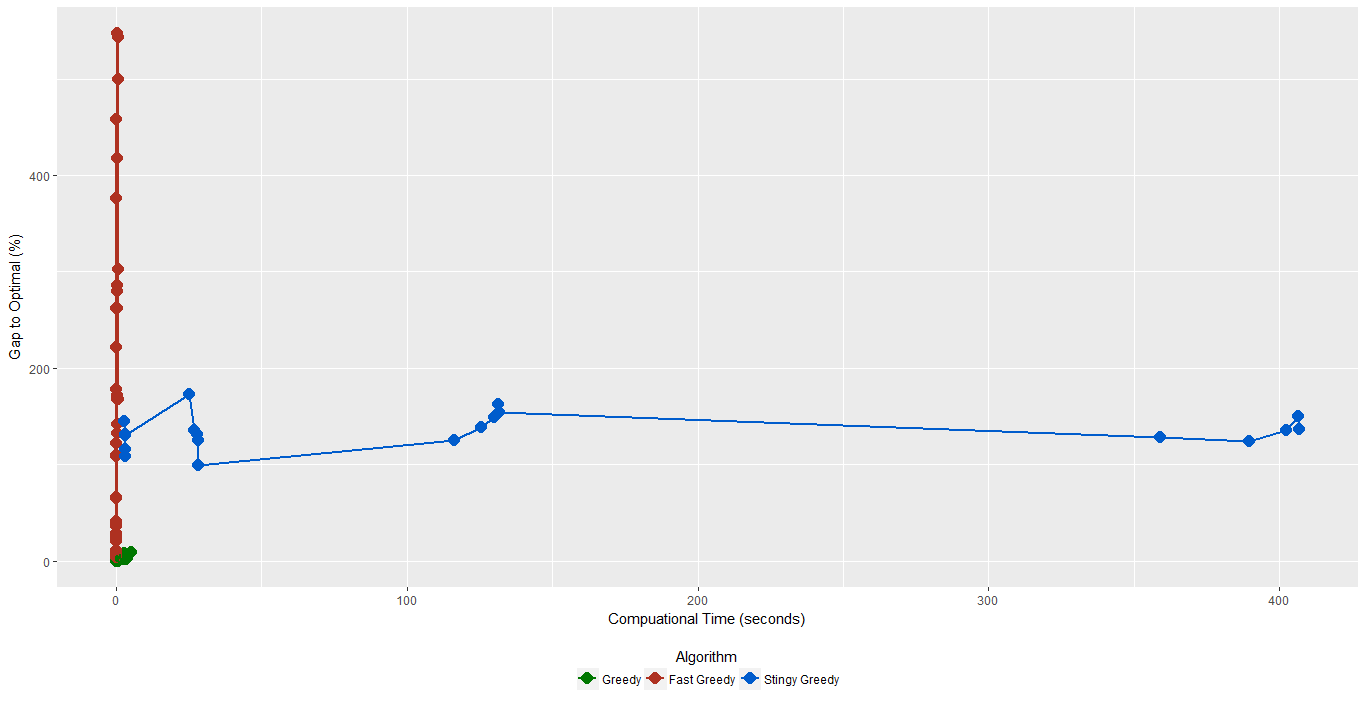 Gap to Optimal (%)
400
200
0
0 100 200 300 400
Compuational Time (seconds)
Algorithm
Greedy Fast Greedy Stingy Greedy